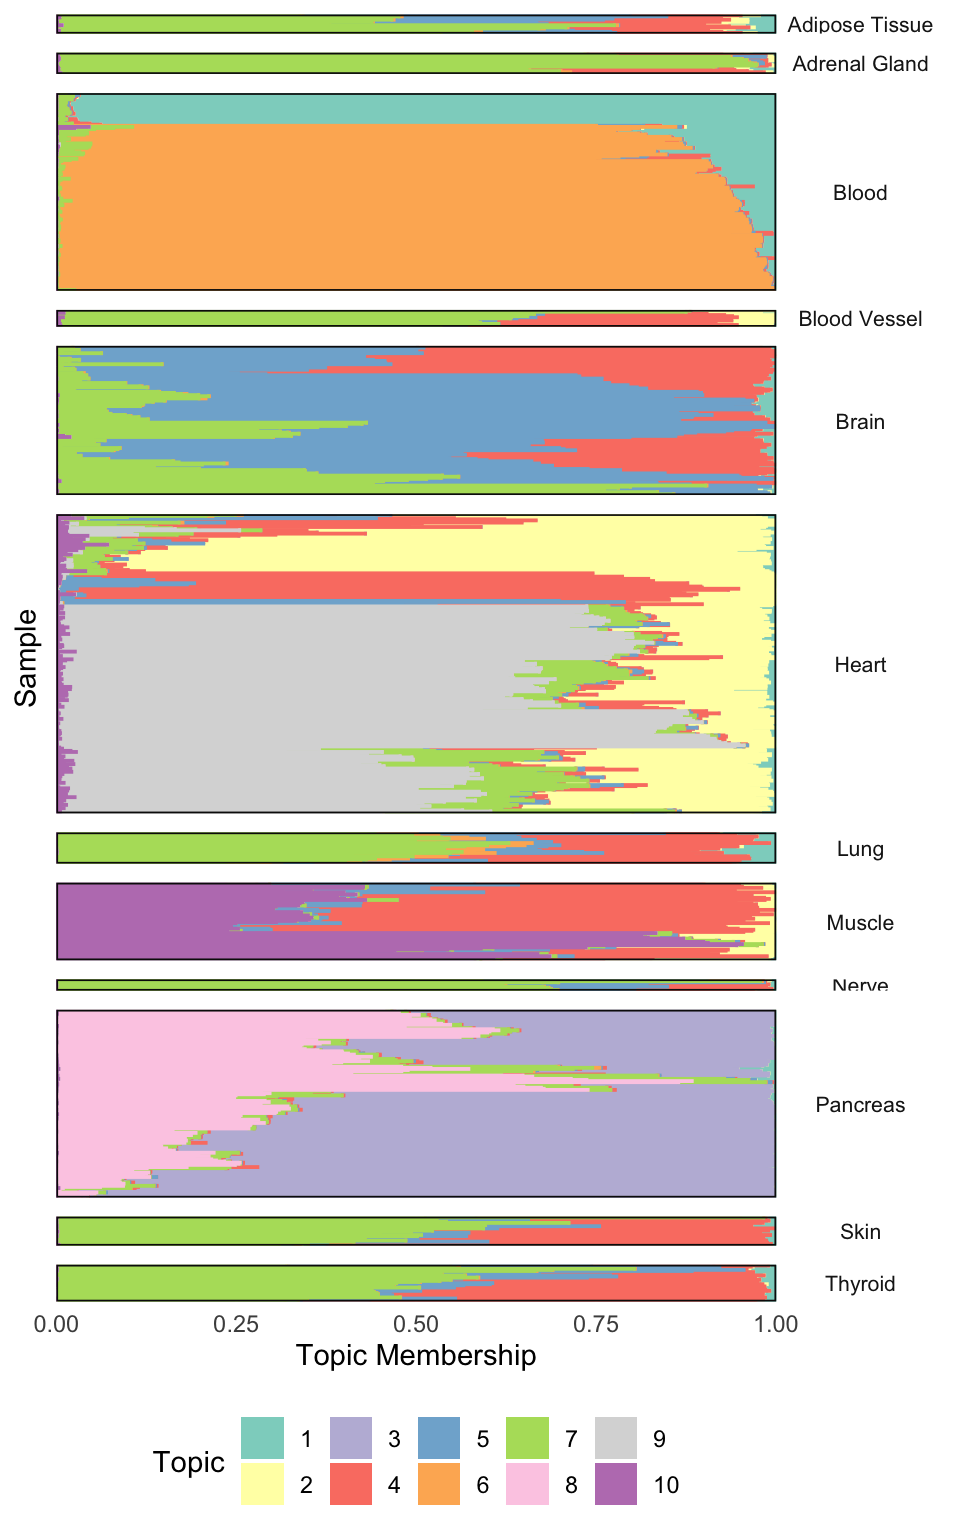 Adipose Tissue
Adrenal Gland
Blood
Blood Vessel
Brain
Heart
Lung
Muscle
Nerve
Pancreas
Skin
Thyroid
Sample
0.00 0.25 0.50 0.75 1.00
Topic Membership
Topic
1 3 5 7 9
2 4 6 8 10